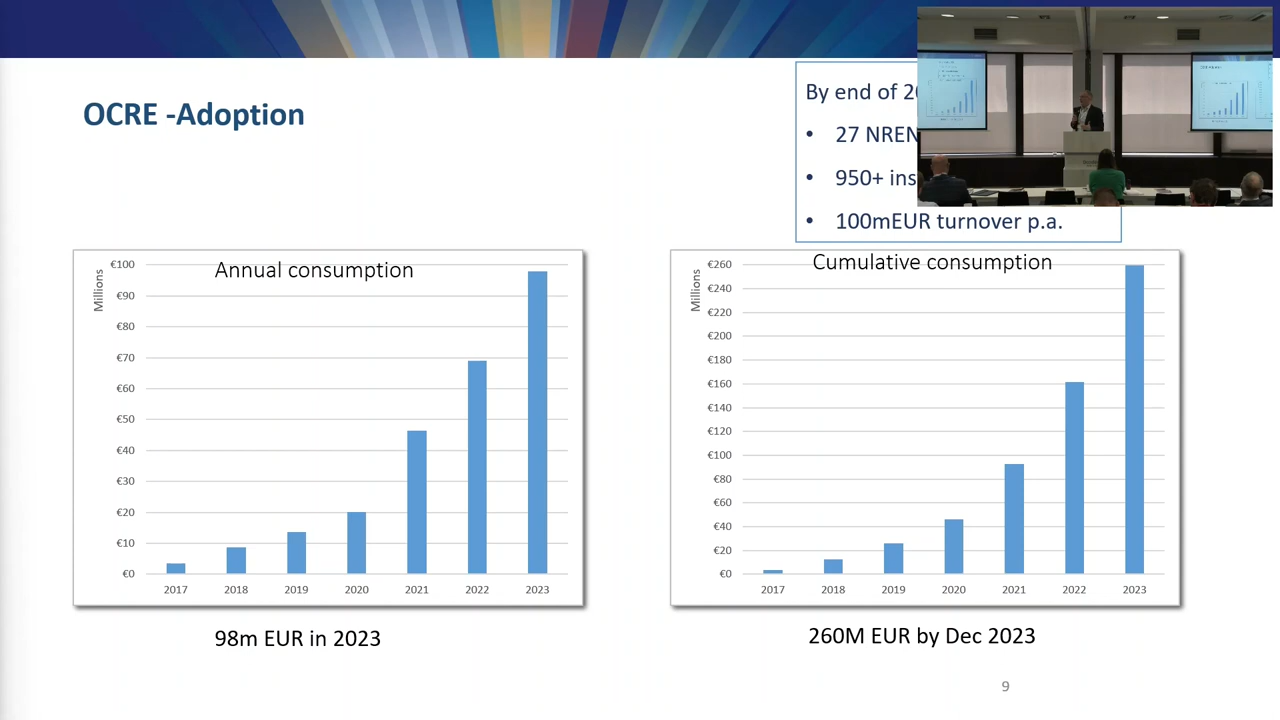 OCRE -Adoption
By end of
27 NREN
950+
100mEUR turnover p.a.
Annual consumption
Millions
€100
€90
€80
€70
€60
€50
€40
€30
€20
€10
€0
2017 2018 2019 2020 2021 2022 2023
98m EUR in 2023
Cumulative consumption
Millions
€260
€240
€220
€200
€180
€160
€140
€120
€100
€80
€60
€40
€20
€0
2017 2018 2019 2020 2021 2022 2023
260M EUR by Dec 2023
9